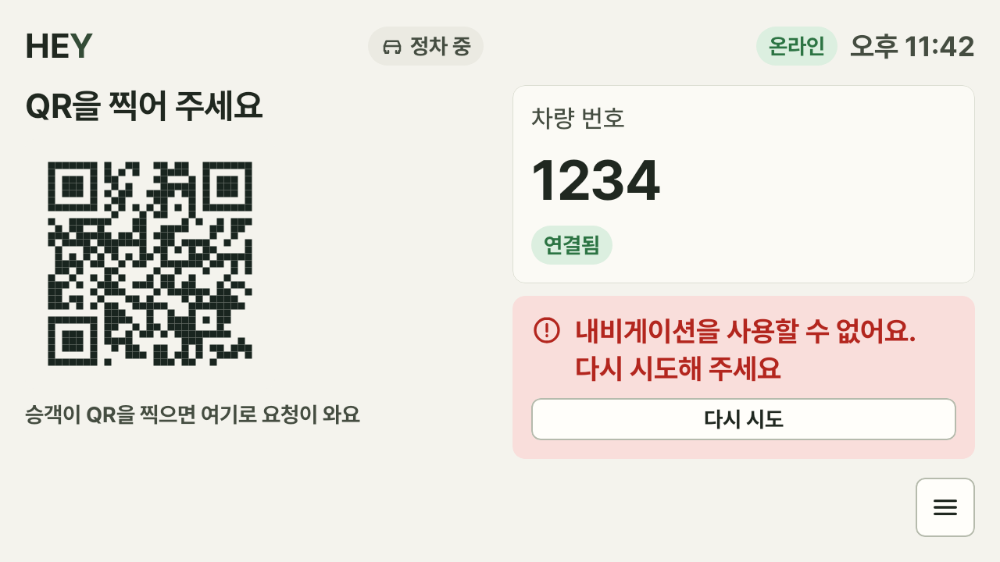 HEY
정차 중
온라인
오후 11:42
QR을 찍어 주세요
승객이 QR을 찍으면 여기로 요청이 와요
차량 번호
1234
연결됨
내비게이션을 사용할 수 없어요.
다시 시도해 주세요
다시 시도